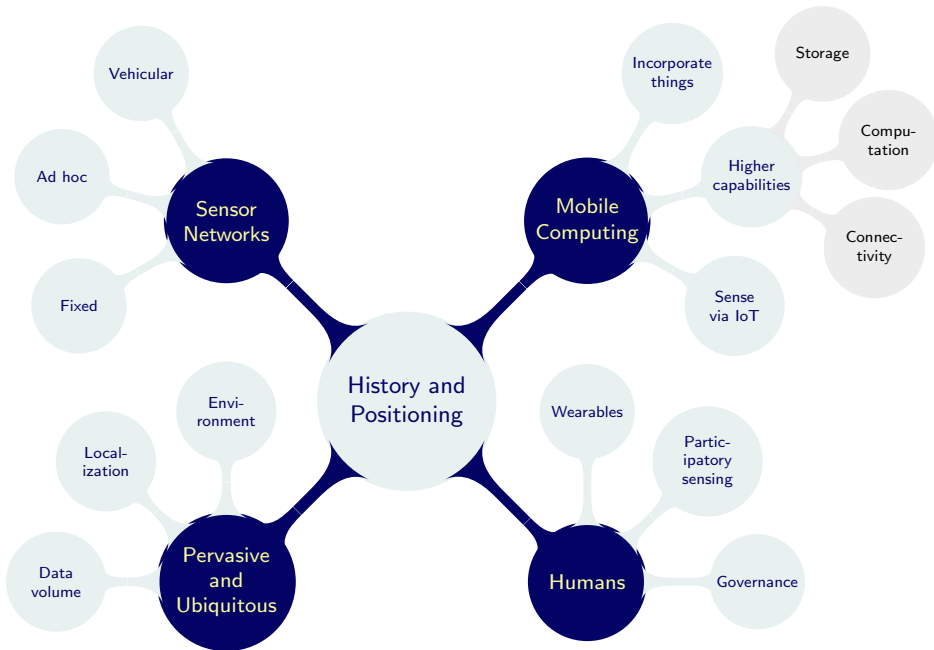 Vehicular
Ad hoc
Fixed
Sensor
Networks
Incorporate
things
Higher
capabilities
Storage
Compu-
tation
Connec-
tivity
Sense
via IoT
Mobile
Computing
History and
Positioning
Envi-
ronment
Local-
ization
Data
volume
Pervasive
and
Ubiquitous
Wearables
Partic-
ipatory
sensing
Governance
Humans